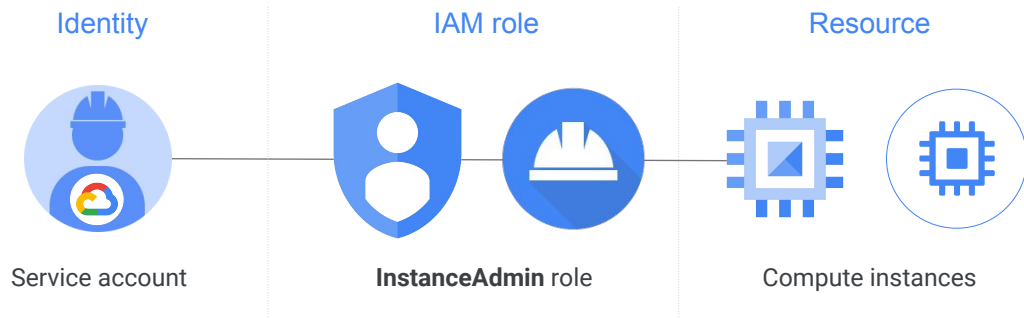 Identity
IAM role
Resource
Service account
InstanceAdmin role
Compute instances